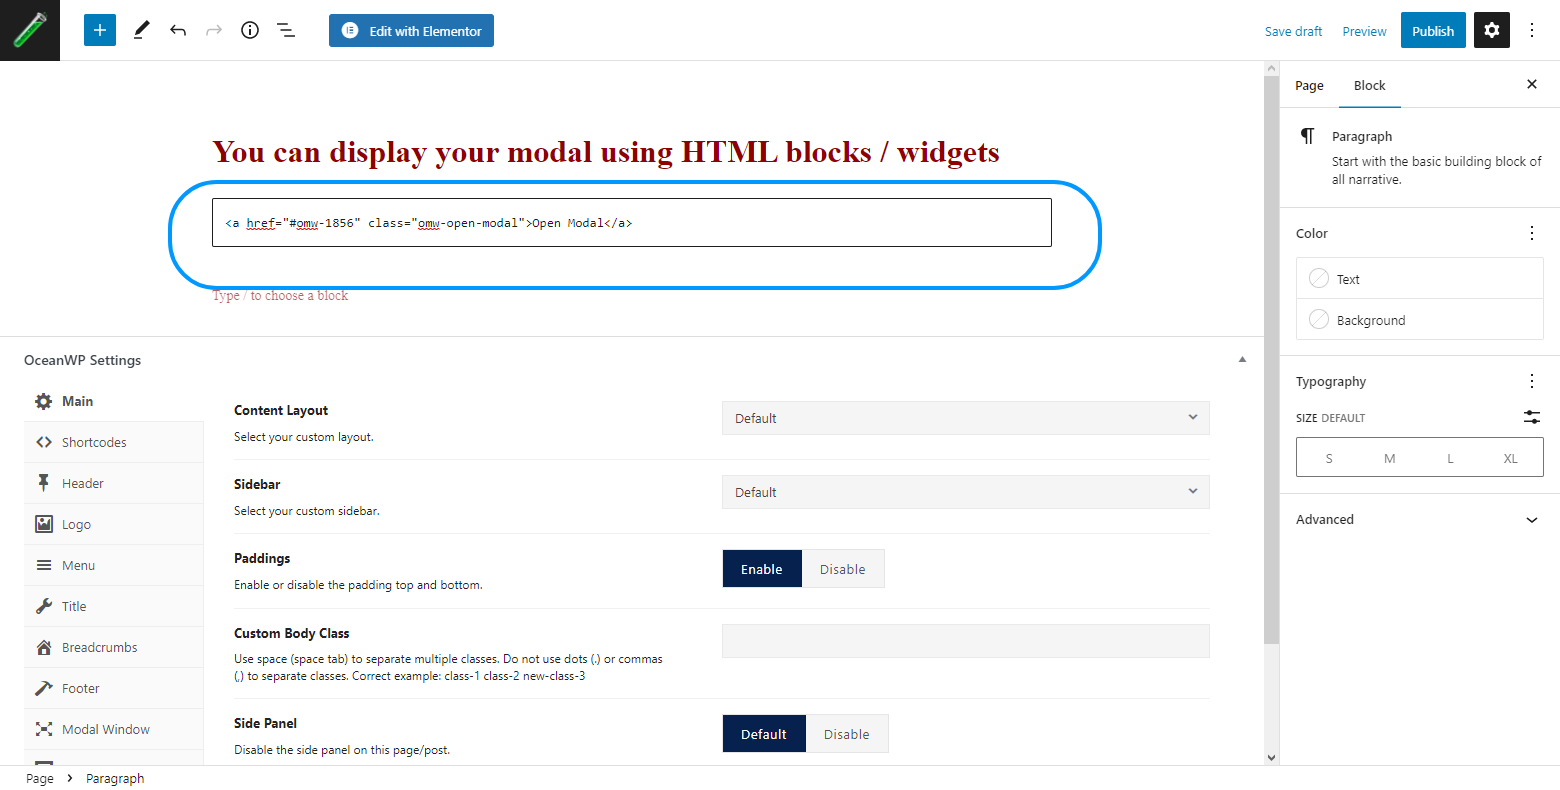 Edit with Elementor
Save draft
Preview
Publish
You can display your modal using HTML blocks / widgets
<a href="#omw-1856" class="omw-open-modal">Open Modal</a>
Type / to choose a block
OceanWP Settings
Main
Shortcodes
Header
Logo
Menu
Title
Breadcrumbs
Footer
Modal Window
Content Layout
Select your custom layout.
Default
Sidebar
Select your custom sidebar.
Default
Paddings
Enable or disable the padding top and bottom.
Enable
Disable
Custom Body Class
Use space (space tab) to separate multiple classes. Do not use dots (.) or commas
(,) to separate classes. Correct example: class-1 class-2 new-class-3
Side Panel
Disable the side panel on this page/post.
Default
Disable
Page
Block
Paragraph
Start with the basic building block of
all narrative.
Color
Text
Background
Typography
SIZE DEFAULT
S M L XL
Advanced
Page > Paragraph